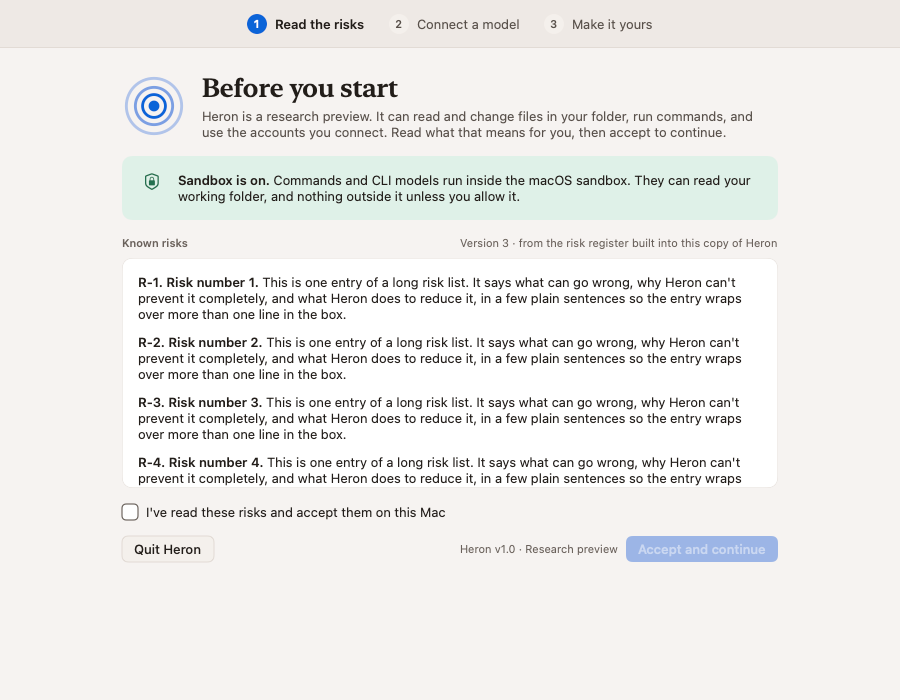 1 Read the risks 2 Connect a model 3 Make it yours
Before you start
Heron is a research preview. It can read and change files in your folder, run commands, and
use the accounts you connect. Read what that means for you, then accept to continue.
Sandbox is on. Commands and CLI models run inside the macOS sandbox. They can read your
working folder, and nothing outside it unless you allow it.
Known risks Version 3 · from the risk register built into this copy of Heron
R-1. Risk number 1. This is one entry of a long risk list. It says what can go wrong, why Heron can't
prevent it completely, and what Heron does to reduce it, in a few plain sentences so the entry wraps
over more than one line in the box.
R-2. Risk number 2. This is one entry of a long risk list. It says what can go wrong, why Heron can't
prevent it completely, and what Heron does to reduce it, in a few plain sentences so the entry wraps
over more than one line in the box.
R-3. Risk number 3. This is one entry of a long risk list. It says what can go wrong, why Heron can't
prevent it completely, and what Heron does to reduce it, in a few plain sentences so the entry wraps
over more than one line in the box.
R-4. Risk number 4. This is one entry of a long risk list. It says what can go wrong, why Heron can't
prevent it completely, and what Heron does to reduce it, in a few plain sentences so the entry wraps
I've read these risks and accept them on this Mac
Quit Heron Heron v1.0 · Research preview Accept and continue